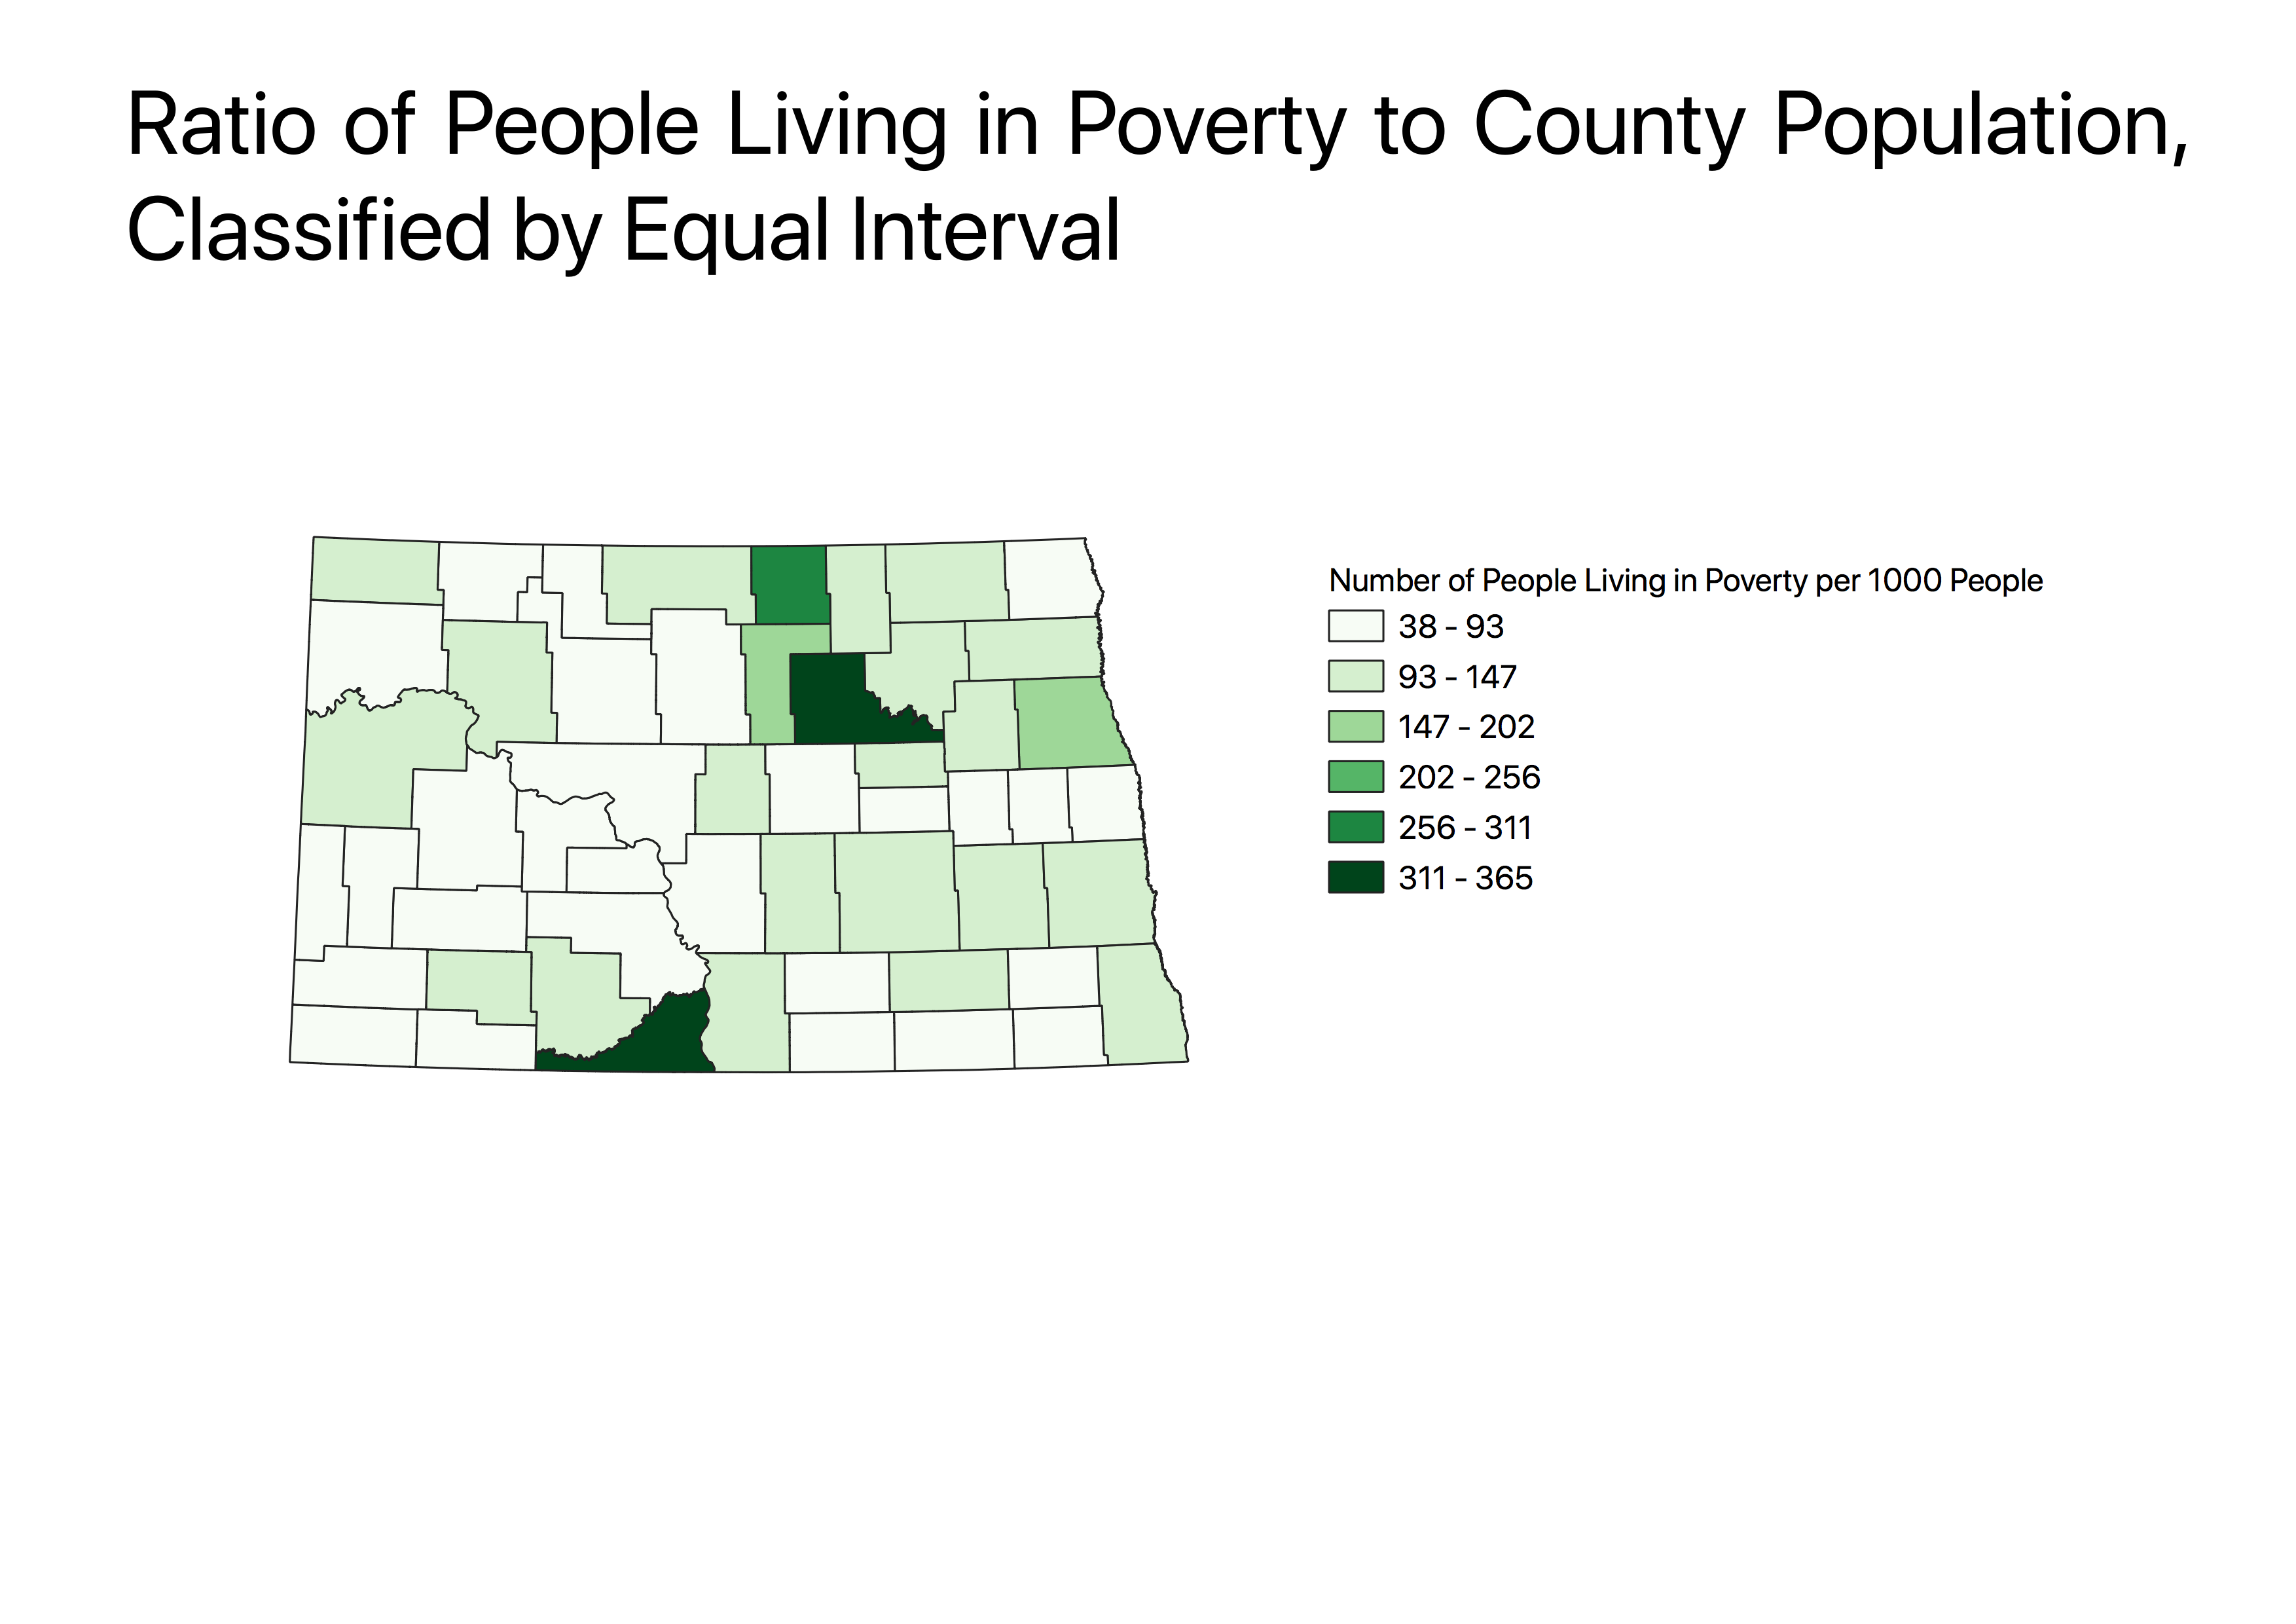 Ratio of People Living in Poverty to County Population,
Classified by Equal Interval
Number of People Living in Poverty per 1000 People
38 - 93
93 - 147
147 - 202
202 - 256
256 - 311
311 - 365